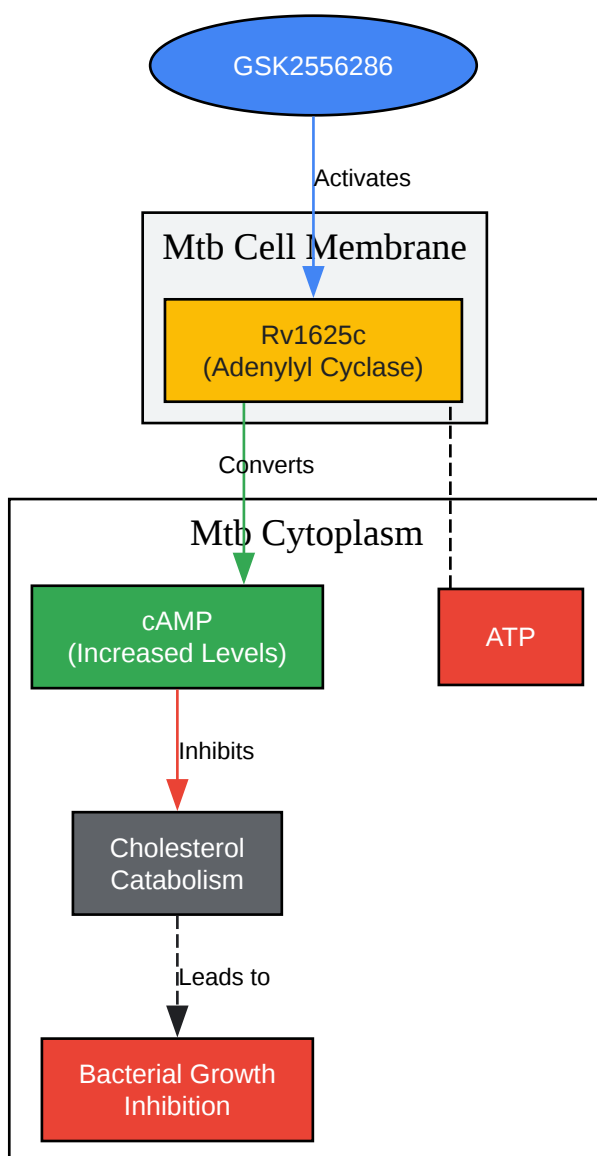 GSK2556286
Activates
Mtb Cell Membrane
Rv1625c
(Adenylyl Cyclase)
Converts
Mtb Cytoplasm
cAMP
(Increased Levels)
ATP
Inhibits
Cholesterol
Catabolism
Leads to
Bacterial Growth
Inhibition